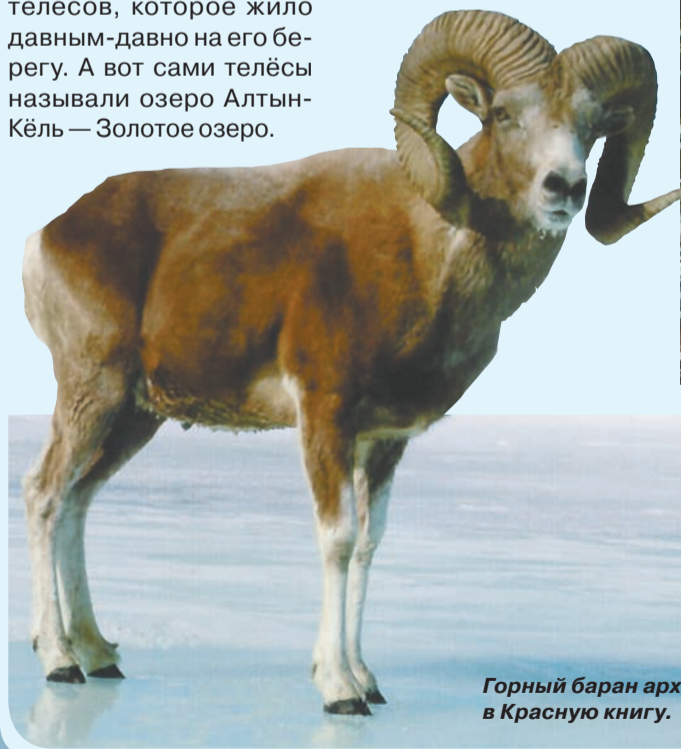 телесов, которое жило
давным-давно на его бе-
регу. А вот сами телёсы
называли озеро Алтын-
Кёль — Золотое озеро.
Горный баран арх
в Красную книгу.